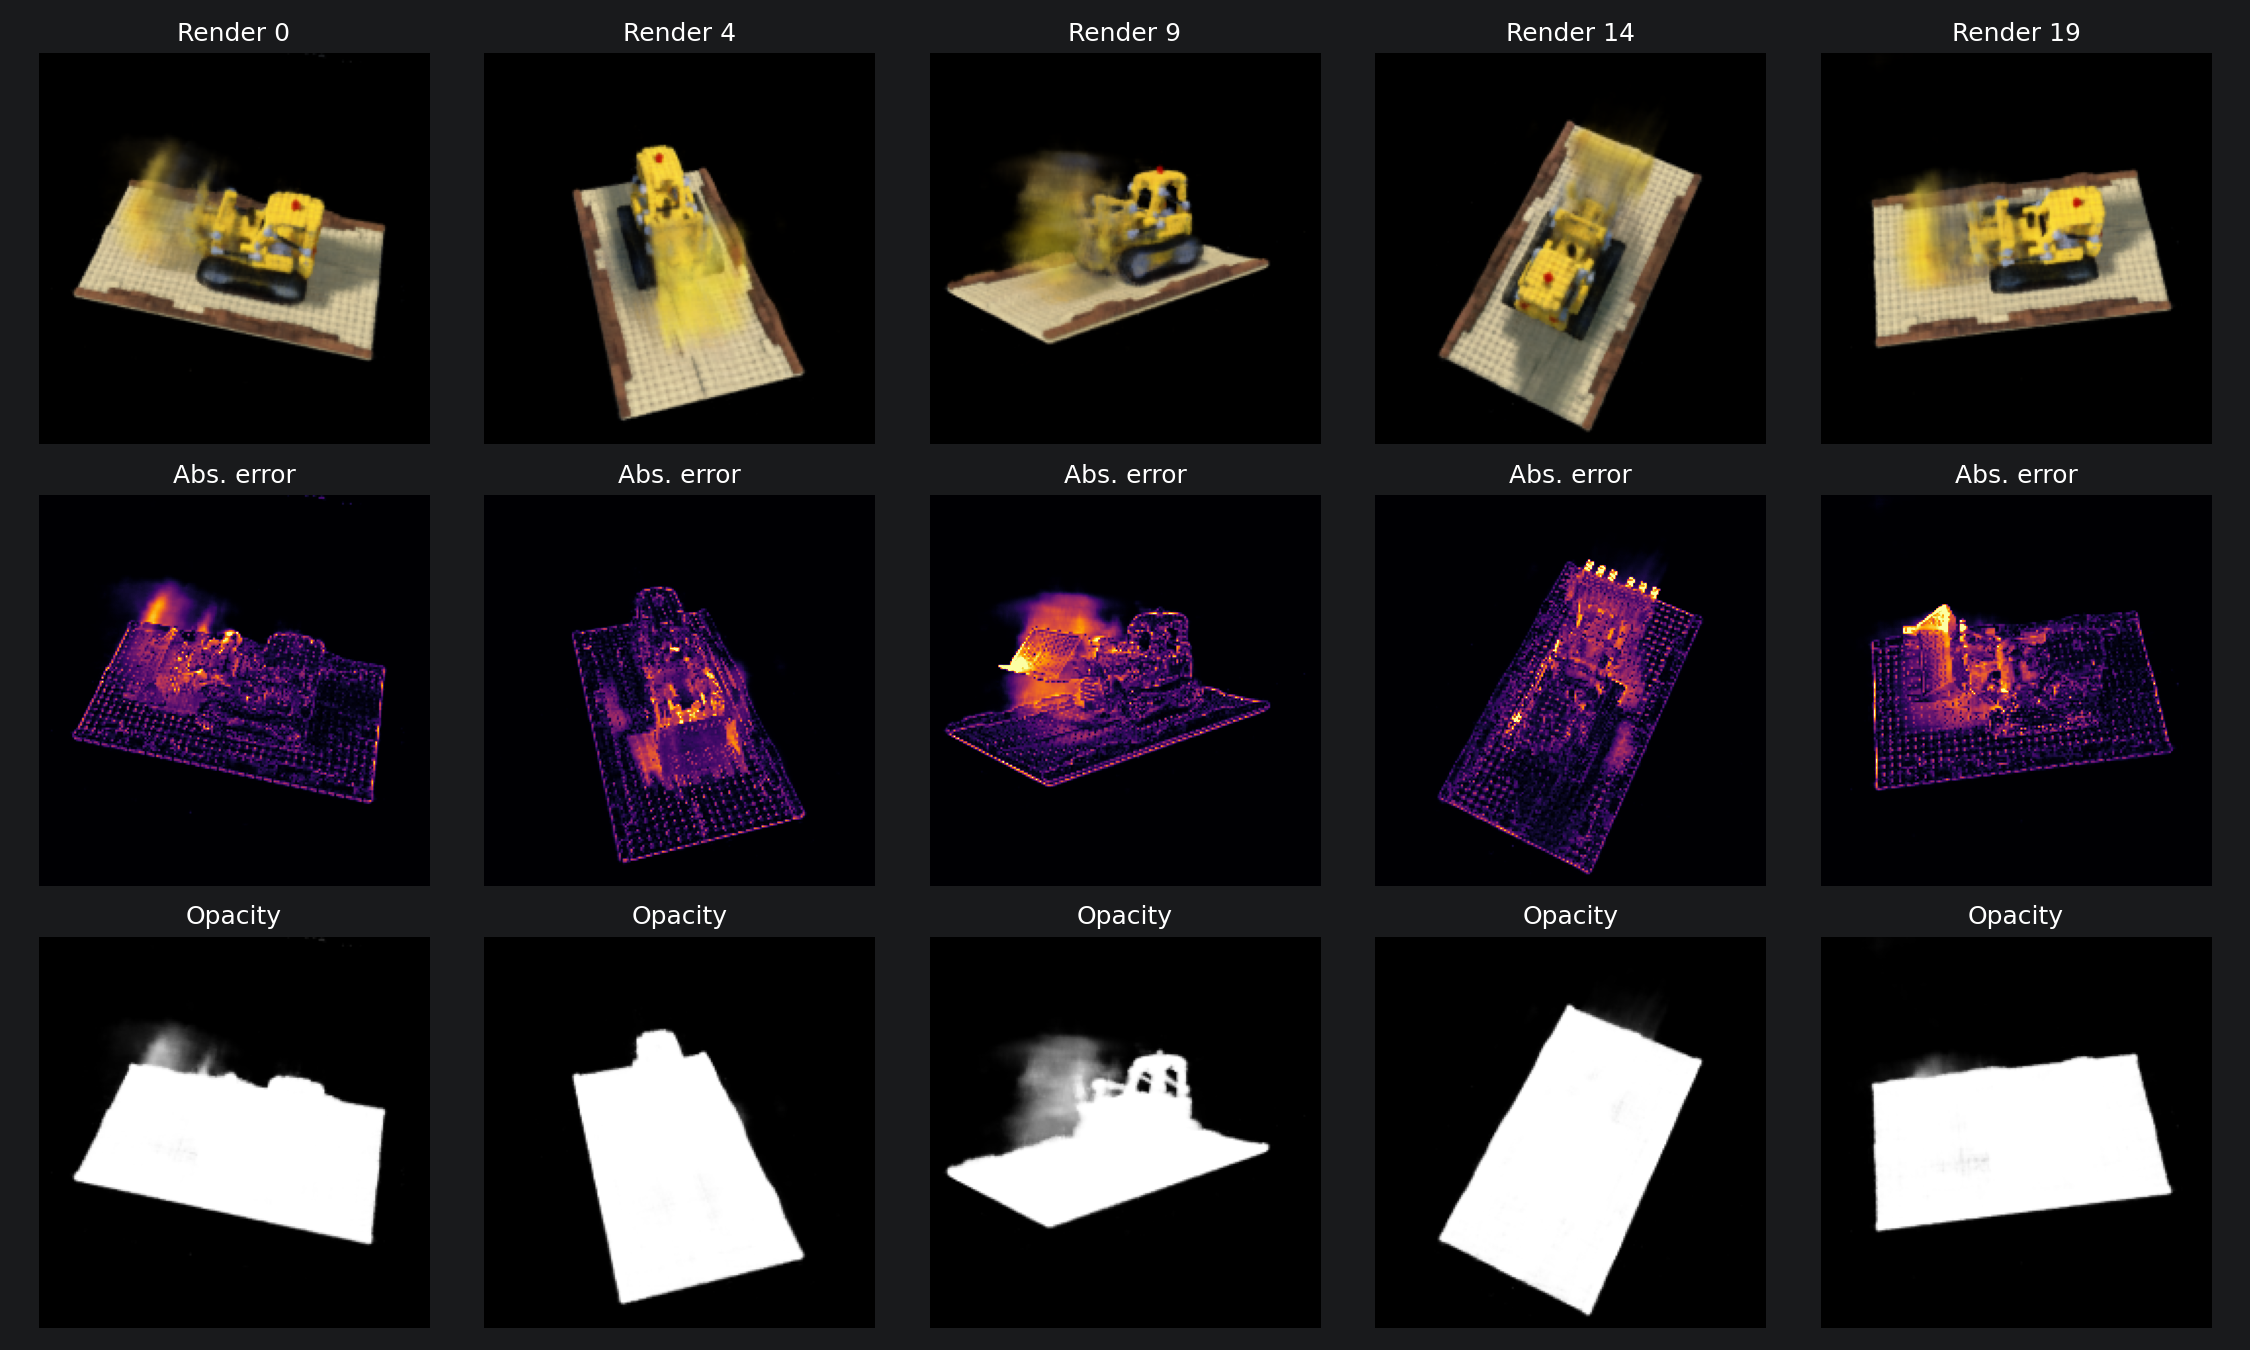 Render 0
Render 4
Render 9
Render 14
Render 19
Abs. error
Abs. error
Abs. error
Abs. error
Abs. error
Opacity
Opacity
Opacity
Opacity
Opacity